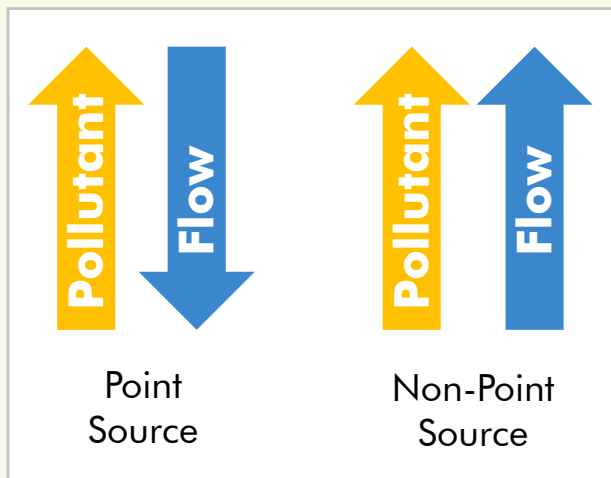 Pollutant
Flow
Point
Source
Pollutant
Flow
Non-Point
Source